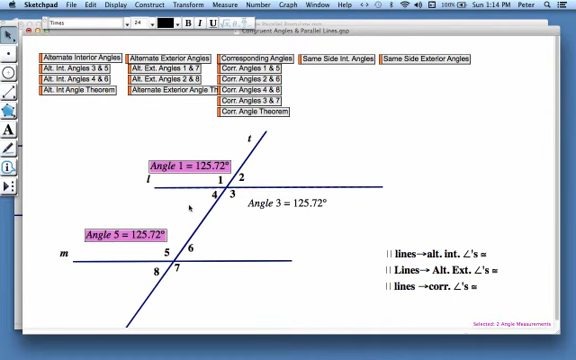 Sketchpad File Edit Display Construct Transform Measure 100% Sun 1:14 PM Peter
Congruent Angles & Parallel Lines.gsp
Times 24 B I U
Alternate Interior Angles Alternate Exterior Angles Corresponding Angles Same Side Int. Angles Same Side Exterior Angles
Alt. Int. Angles 3 & 5 Alt. Ext. Angles 1 & 7 Corr. Angles 1 & 5
Alt. Int. Angles 4 & 6 Alt. Ext. Angles 2 & 8 Corr. Angles 2 & 6
Alt. Int Angle Theorem Alternate Exterior Angle Th Corr. Angles 4 & 8
Corr. Angles 3 & 7
Corr. Angle Theorem
t
Angle 1 = 125.72°
l 1 2
4 3
Angle 3 = 125.72°
Angle 5 = 125.72°
m 5 6
8 7
|| lines→alt. int. ∠'s ≅
|| Lines→ Alt. Ext. ∠'s ≅
|| lines →corr. ∠'s ≅
Selected: 2 Angle Measurements